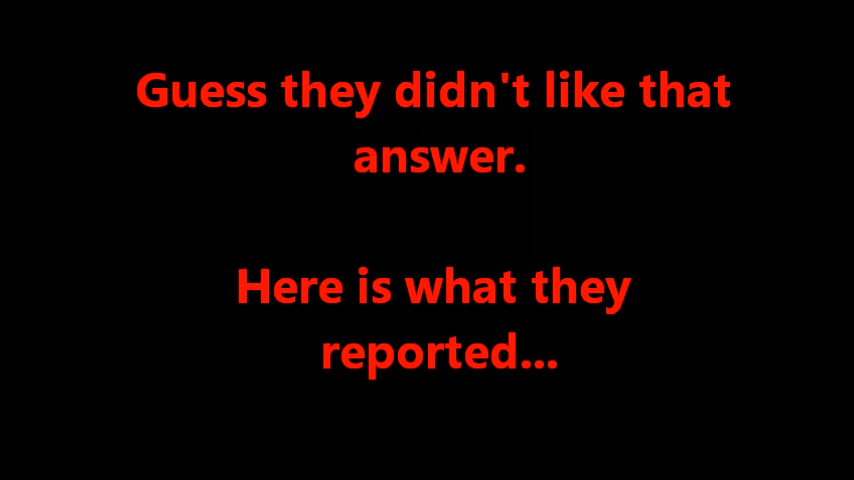 Guess they didn't like that
answer.
Here is what they
reported...